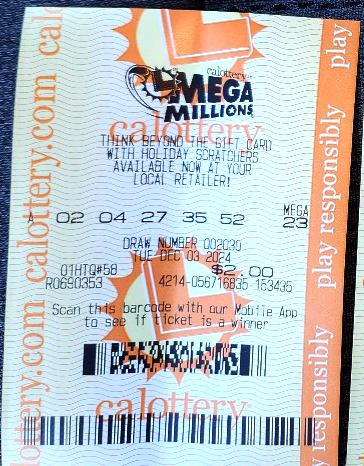 calottery
MEGA
MILLIONS
calottery
THINK BEYOND THE GIFT CARD
WITH HOLIDAY SCRATCHERS
AVAILABLE NOW AT YOUR
LOCAL RETAILER!
MEGA
A 02 04 27 35 52 23
DRAW NUMBER 002030
TUE DEC 03 2024
01HTQ#58 $2.00
R0690353 4214-056716835-163435
Scan this barcode with our Mobile App
to see if ticket is a winner
calottery
calottery.com calottery.com
play responsibly play responsibly play